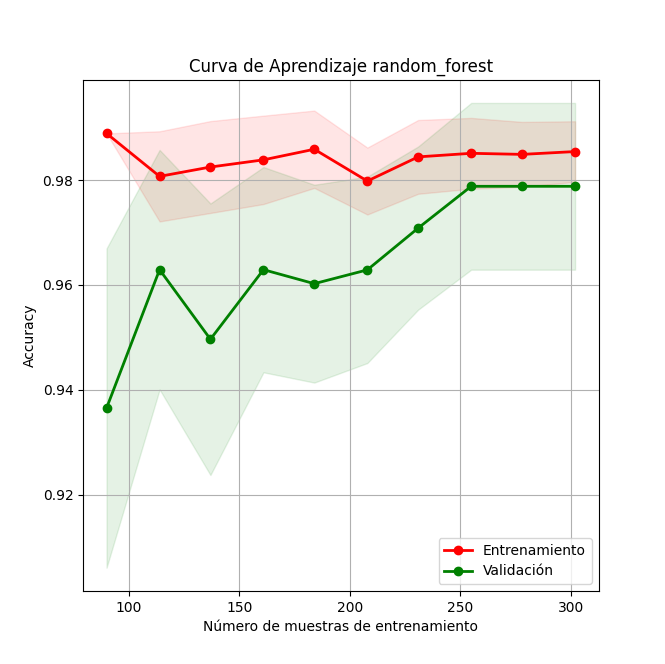 Curva de Aprendizaje random_forest
Accuracy
0.98
0.96
0.94
0.92
100 150 200 250 300
Número de muestras de entrenamiento
Entrenamiento
Validación